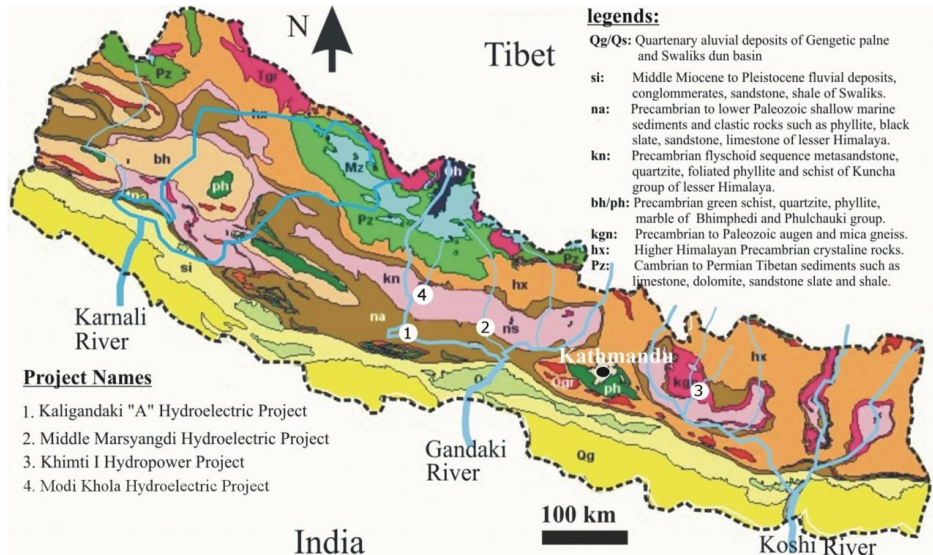 legends:
Qg/Qs: Quartenary aluvial deposits of Gengetic palne
and Swaliks dun basin
si: Middle Miocene to Pleistocene fluvial deposits,
conglommerates, sandstone, shale of Swaliks.
na: Precambrian to lower Paleozoic shallow marine
sediments and clastic rocks such as phyllite, black
slate, sandstone, limestone of lesser Himalaya.
kn: Precambrian flyschoid sequence metasandstone,
quartzite, foliated phyllite and schist of Kuncha
group of lesser Himalaya.
bh/ph: Precambrian green schist, quartzite, phyllite,
marble of Bhimphedi and Phulchauki group.
kgn: Precambrian to Paleozoic augen and mica gneiss.
hx: Higher Himalayan Precambrian crystaline rocks.
Pz: Cambrian to Permian Tibetan sediments such as
limestone, dolomite, sandstone slate and shale.
N
Tibet
Pz
Tgr
hx
bh
ph
Mz
Pz
si
kn
4
hx
Pz
na
1
2
ns
Kathmandu
ph
hx
3
Qg
Karnali
River
Gandaki
River
Koshi River
India
100 km
Project Names
1. Kaligandaki "A" Hydroelectric Project
2. Middle Marsyangdi Hydroelectric Project
3. Khimti I Hydropower Project
4. Modi Khola Hydroelectric Project